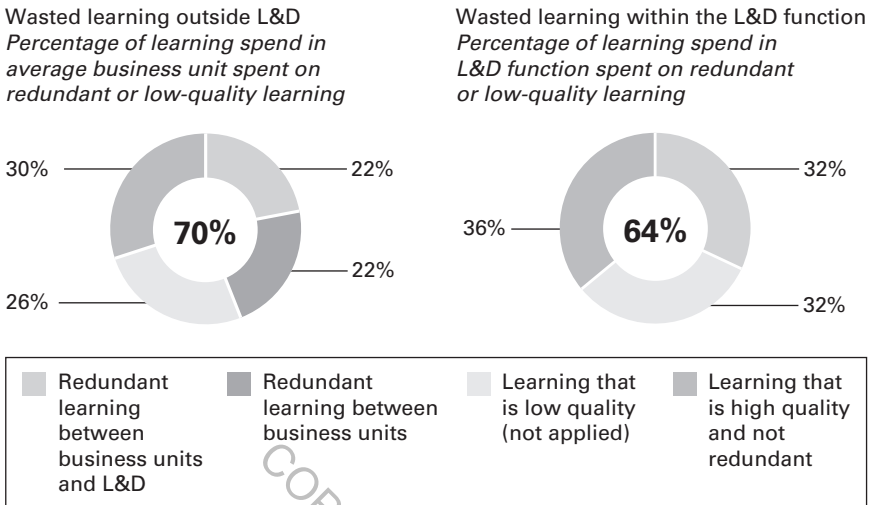 Wasted learning outside L&D
Percentage of learning spend in
average business unit spent on
redundant or low-quality learning
30%
22%
70%
22%
26%
Wasted learning within the L&D function
Percentage of learning spend in
L&D function spent on redundant
or low-quality learning
32%
36%
64%
32%
Redundant
learning
between
business units
and L&D
Redundant
learning between
business units
Learning that
is low quality
(not applied)
Learning that
is high quality
and not
redundant